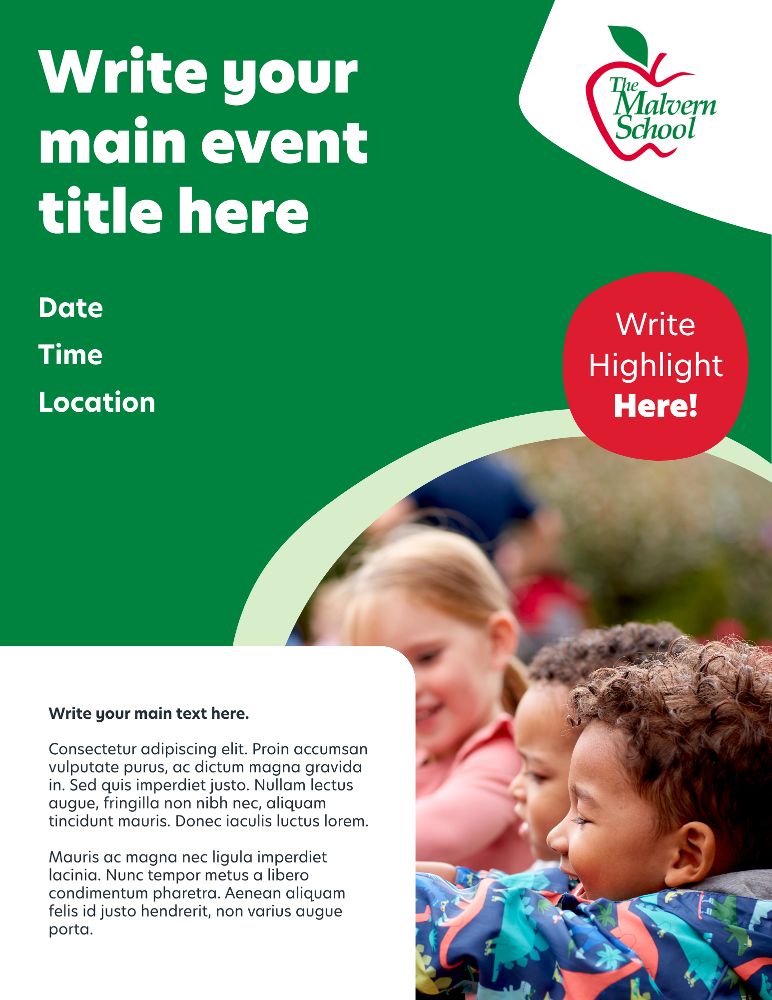 Write your
main event
title here
The
Malvern
School
Date
Time
Location
Write
Highlight
Here!
Write your main text here.
Consectetur adipiscing elit. Proin accumsan
vulputate purus, ac dictum magna gravida
in. Sed quis imperdiet justo. Nullam lectus
augue, fringilla non nibh nec, aliquam
tincidunt mauris. Donec iaculis luctus lorem.
Mauris ac magna nec ligula imperdiet
lacinia. Nunc tempor metus a libero
condimentum pharetra. Aenean aliquam
felis id justo hendrerit, non varius augue
porta.